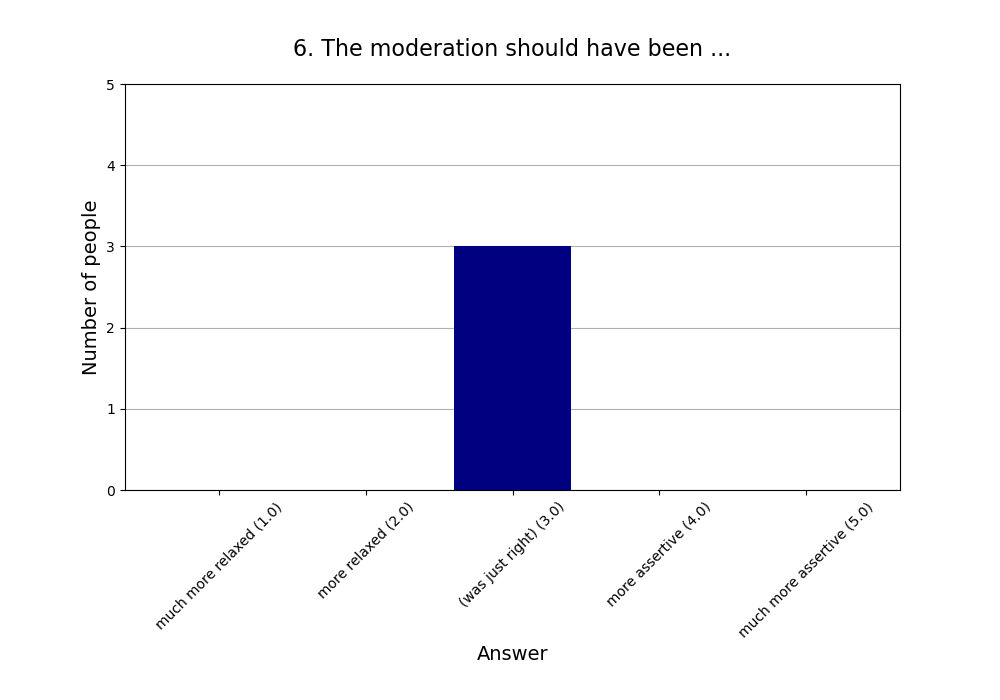 6. The moderation should have been ...
5
4
3
2
1
0
Number of people
much more relaxed (1.0)
more relaxed (2.0)
(was just right) (3.0)
more assertive (4.0)
much more assertive (5.0)
Answer